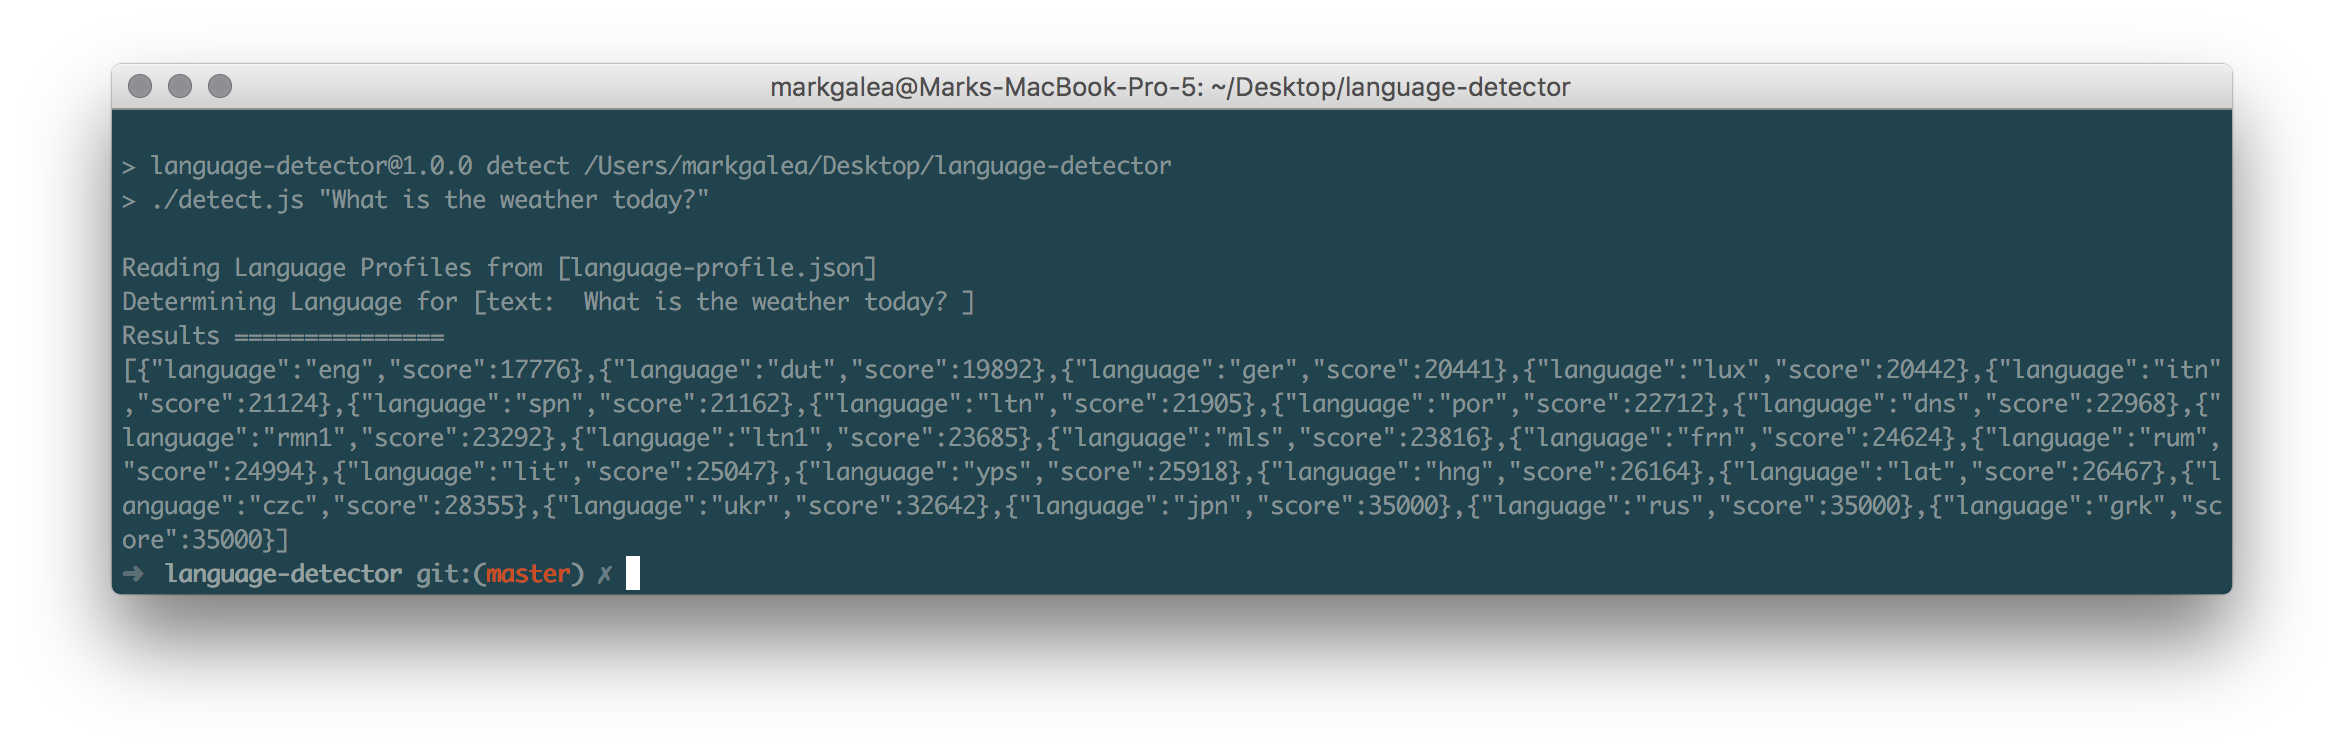 markgalea@Marks-MacBook-Pro-5: ~/Desktop/language-detector
> language-detector@1.0.0 detect /Users/markgalea/Desktop/language-detector
> ./detect.js "What is the weather today?"
Reading Language Profiles from [language-profile.json]
Determining Language for [text:  What is the weather today? ]
Results ===============
[{"language":"eng","score":17776},{"language":"dut","score":19892},{"language":"ger","score":20441},{"language":"lux","score":20442},{"language":"itn"
,"score":21124},{"language":"spn","score":21162},{"language":"ltn","score":21905},{"language":"por","score":22712},{"language":"dns","score":22968},{"
language":"rmn1","score":23292},{"language":"ltn1","score":23685},{"language":"mls","score":23816},{"language":"frn","score":24624},{"language":"rum",
"score":24994},{"language":"lit","score":25047},{"language":"yps","score":25918},{"language":"hng","score":26164},{"language":"lat","score":26467},{"l
anguage":"czc","score":28355},{"language":"ukr","score":32642},{"language":"jpn","score":35000},{"language":"rus","score":35000},{"language":"grk","sc
ore":35000}]
➜  language-detector git:(master) ✗